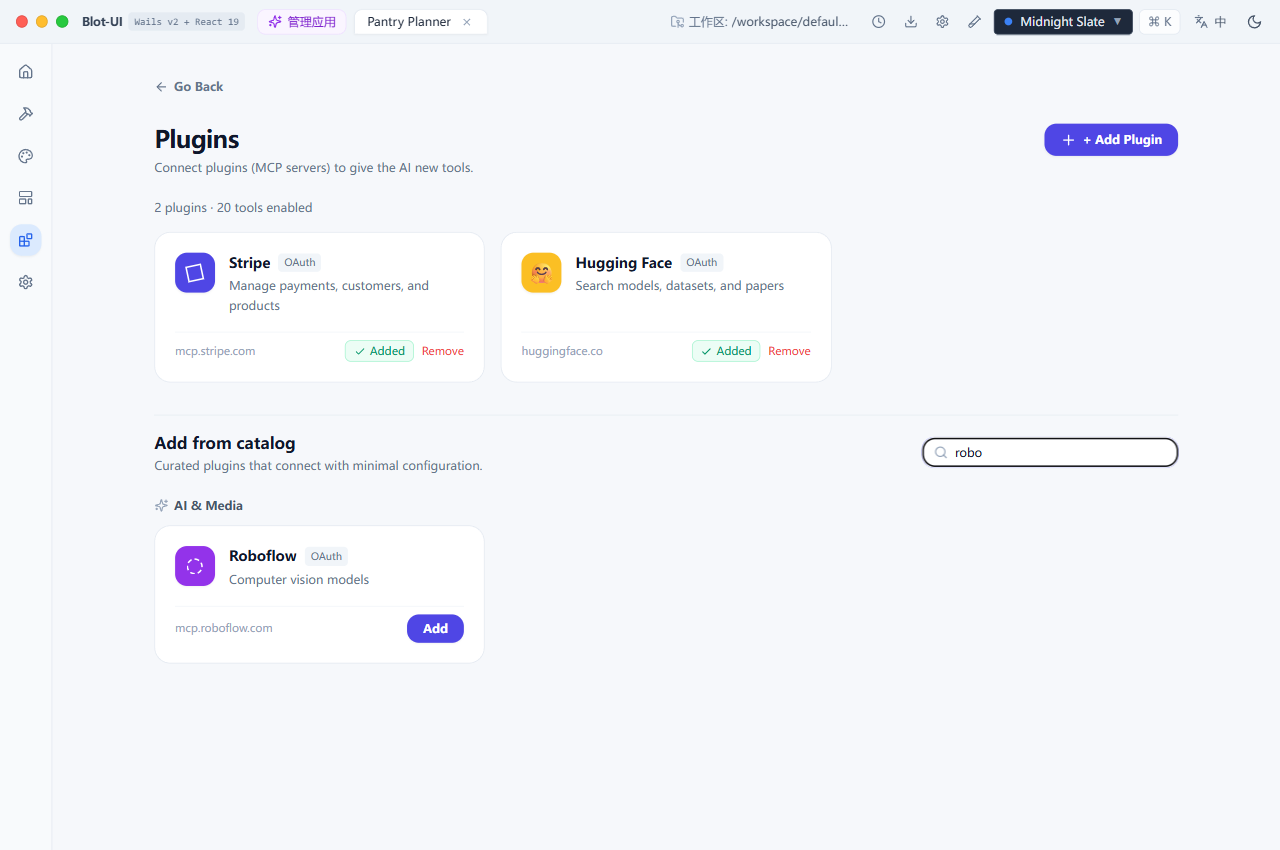 Blot-UI Wails v2 + React 19 管理应用 Pantry Planner 工作区: /workspace/defaul... Midnight Slate ▼ ⌘ K 中
Go Back
Plugins
+ Add Plugin
Connect plugins (MCP servers) to give the AI new tools.
2 plugins · 20 tools enabled
Stripe OAuth
Manage payments, customers, and
products
mcp.stripe.com Added Remove
Hugging Face OAuth
Search models, datasets, and papers
huggingface.co Added Remove
Add from catalog
Curated plugins that connect with minimal configuration.
robo
AI & Media
Roboflow OAuth
Computer vision models
mcp.roboflow.com Add